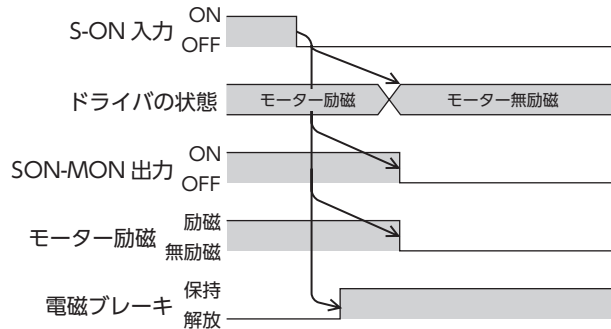 S-ON 入力
ON
OFF
ドライバの状態
モーター励磁
モーター無励磁
SON-MON 出力
ON
OFF
モーター励磁
励磁
無励磁
電磁ブレーキ
保持
解放